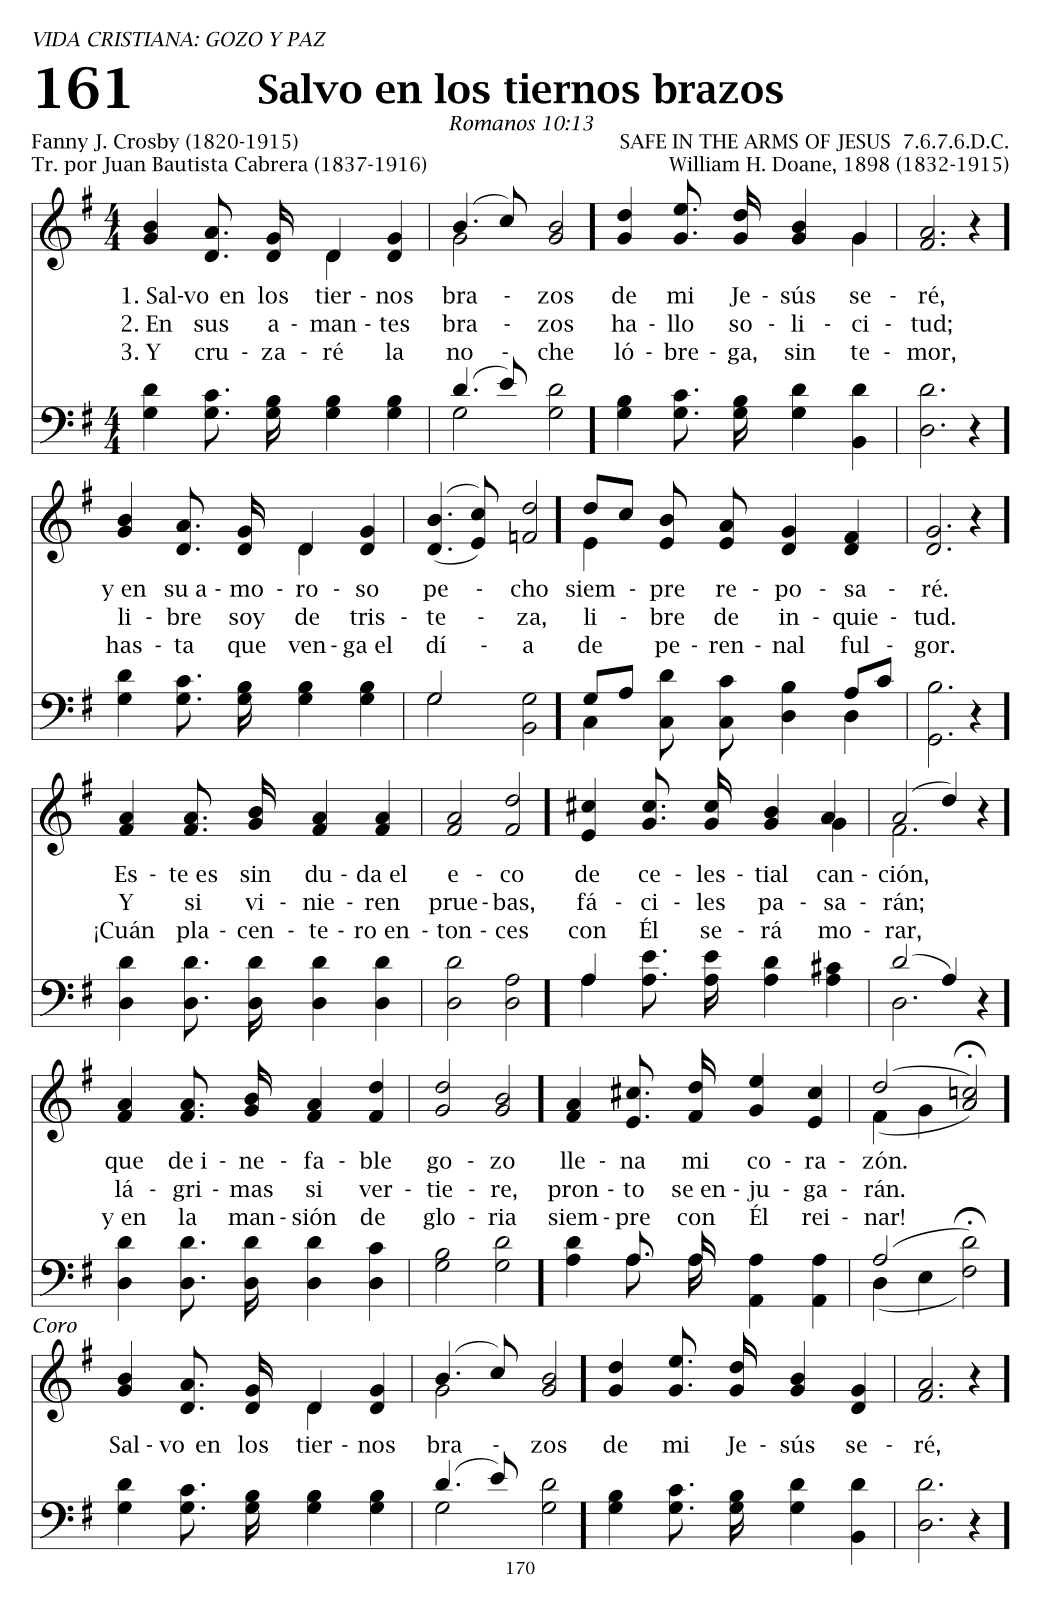 VIDA CRISTIANA: GOZO Y PAZ
161
Salvo en los tiernos brazos
Romanos 10:13
Fanny J. Crosby (1820-1915)
SAFE IN THE ARMS OF JESUS 7.6.7.6.D.C.
Tr. por Juan Bautista Cabrera (1837-1916)
William H. Doane, 1898 (1832-1915)
1. Sal-vo en los tier - nos bra - zos de mi Je - sús se - ré,
2. En sus a - man - tes bra - zos ha - llo so - li - ci - tud;
3. Y cru - za - ré la no - che ló - bre - ga, sin te - mor,
y en su a - mo - ro - so pe - cho siem - pre re - po - sa - ré.
li - bre soy de tris - te - za, li - bre de in - quie - tud.
has - ta que ven - ga el dí - a de pe - ren - nal ful - gor.
Es - te es sin du - da el e - co de ce - les - tial can - ción,
Y si vi - nie - ren prue - bas, fá - ci - les pa - sa - rán;
¡Cuán pla - cen - te - ro en - ton - ces con Él se - rá mo - rar,
que de i - ne - fa - ble go - zo lle - na mi co - ra - zón.
lá - gri - mas si ver - tie - re, pron - to se en - ju - ga - rán.
y en la man - sión de glo - ria siem - pre con Él rei - nar!
Coro
Sal - vo en los tier - nos bra - zos de mi Je - sús se - ré,
170